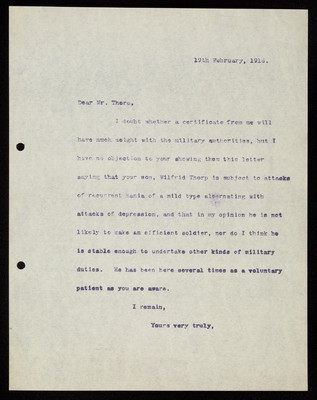 19th February, 1916.
Dear Mr. Thorp,
I doubt whether a certificate from me will
have much weight with the military authorities, but I
have no objection to your showing them this letter
saying that your son, Wilfrid Thorp is subject to attacks
of recurrent mania of a mild type alternating with
attacks of depression, and that in my opinion he is not
likely to make an efficient soldier, nor do I think he
is stable enough to undertake other kinds of military
duties. He has been here several times as a voluntary
patient as you are aware.
I remain,
Yours very truly,